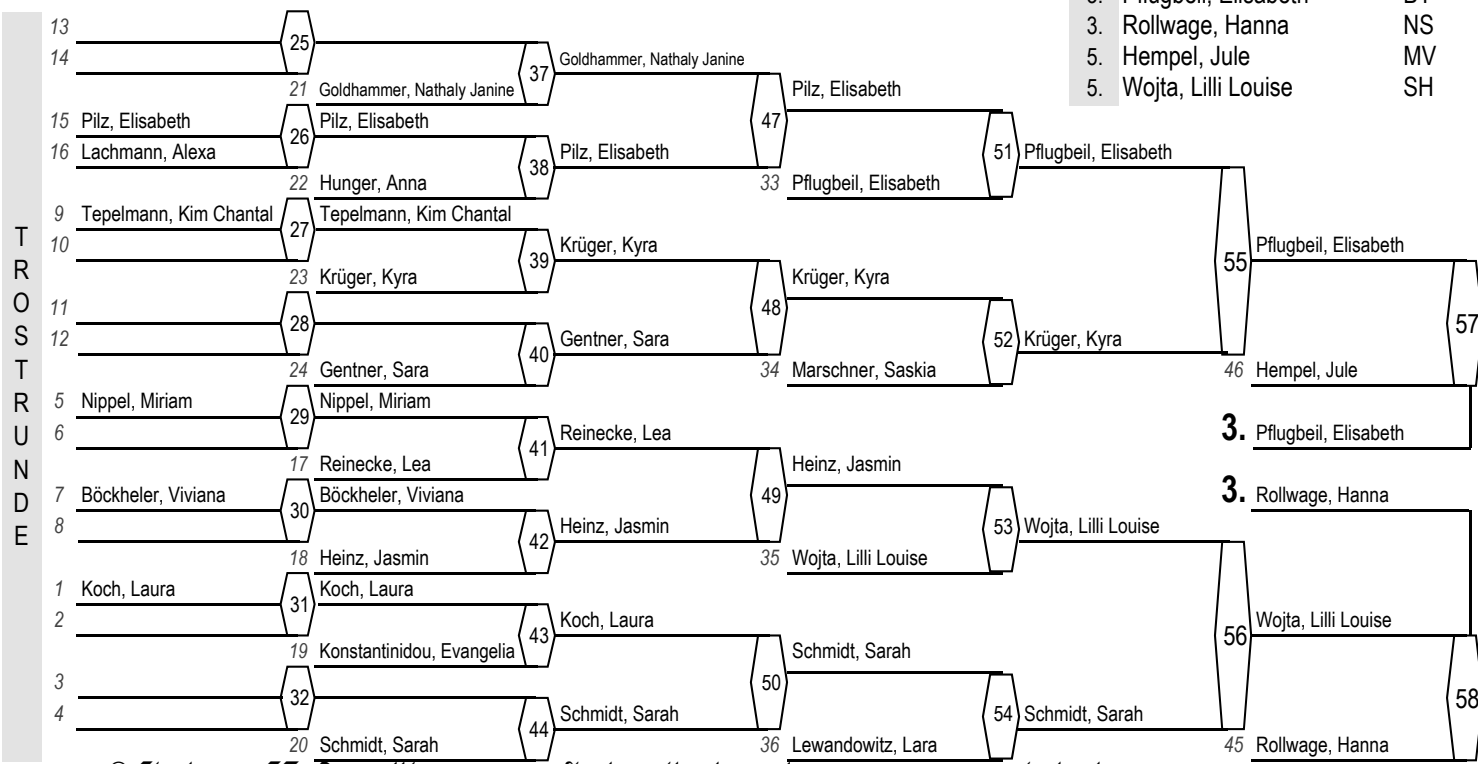 3. Pflugbeil, Elisabeth BY
3. Rollwage, Hanna NS
5. Hempel, Jule MV
5. Wojta, Lilli Louise SH
TROSTRUNDE
13
14
25
21 Goldhammer, Nathaly Janine
37
Goldhammer, Nathaly Janine
15 Pilz, Elisabeth
16 Lachmann, Alexa
26
Pilz, Elisabeth
22 Hunger, Anna
38
Pilz, Elisabeth
47
Pilz, Elisabeth
33 Pflugbeil, Elisabeth
51
Pflugbeil, Elisabeth
9 Tepelmann, Kim Chantal
10
27
Tepelmann, Kim Chantal
23 Krüger, Kyra
39
Krüger, Kyra
11
12
28
24 Gentner, Sara
40
Gentner, Sara
48
Krüger, Kyra
34 Marschner, Saskia
52
Krüger, Kyra
55
Pflugbeil, Elisabeth
46 Hempel, Jule
57
3. Pflugbeil, Elisabeth
5 Nippel, Miriam
6
29
Nippel, Miriam
17 Reinecke, Lea
41
Reinecke, Lea
7 Böckheler, Viviana
8
30
Böckheler, Viviana
18 Heinz, Jasmin
42
Heinz, Jasmin
49
Heinz, Jasmin
35 Wojta, Lilli Louise
53
Wojta, Lilli Louise
3. Rollwage, Hanna
1 Koch, Laura
2
31
Koch, Laura
19 Konstantinidou, Evangelia
43
Koch, Laura
3
4
32
20 Schmidt, Sarah
44
Schmidt, Sarah
50
Schmidt, Sarah
36 Lewandowitz, Lara
54
Schmidt, Sarah
56
Wojta, Lilli Louise
45 Rollwage, Hanna
58